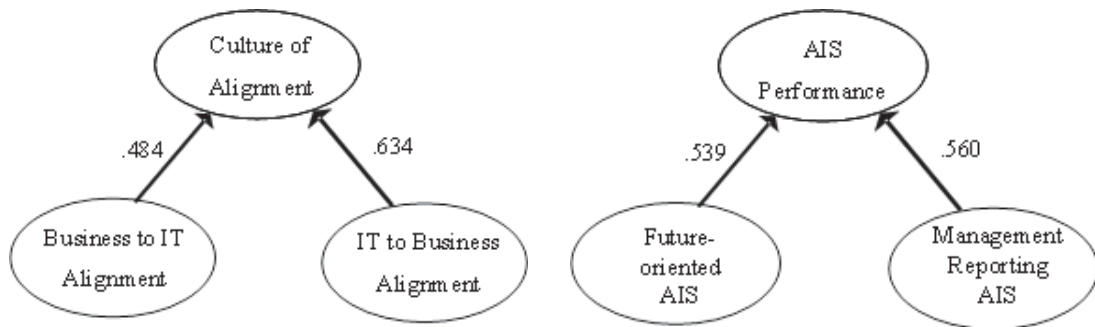 Culture of
Alignment
AIS
Performance
.484
.634
.539
.560
Business to IT
Alignment
IT to Business
Alignment
Future-
oriented
AIS
Management
Reporting
AIS